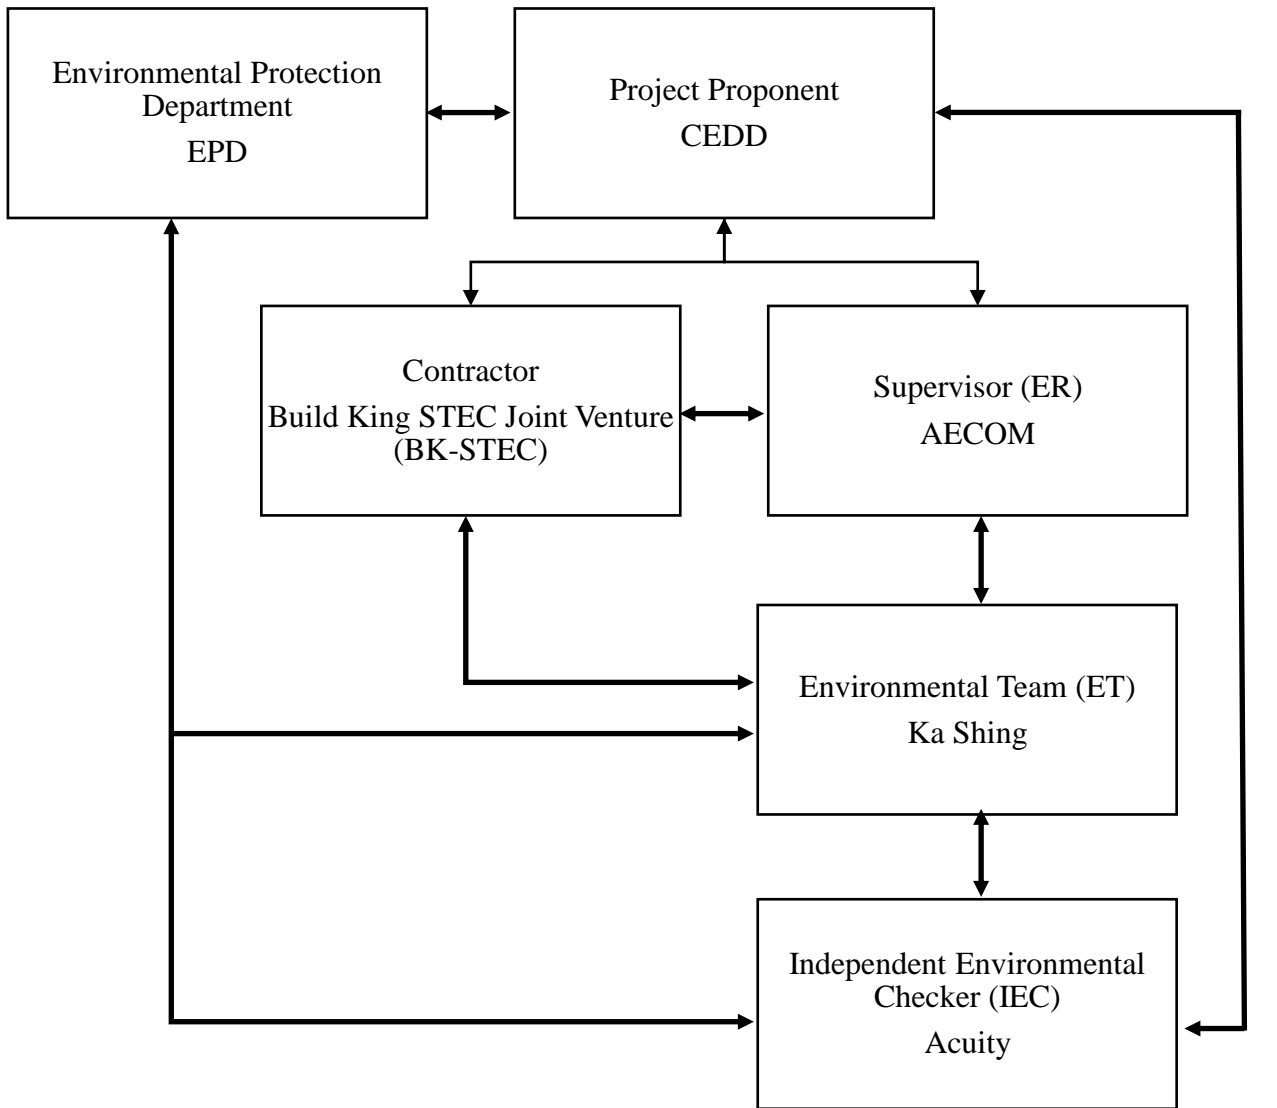 Environmental Protection
Department
EPD
Project Proponent
CEDD
Contractor
Build King STEC Joint Venture
(BK-STEC)
Supervisor (ER)
AECOM
Environmental Team (ET)
Ka Shing
Independent Environmental
Checker (IEC)
Acuity